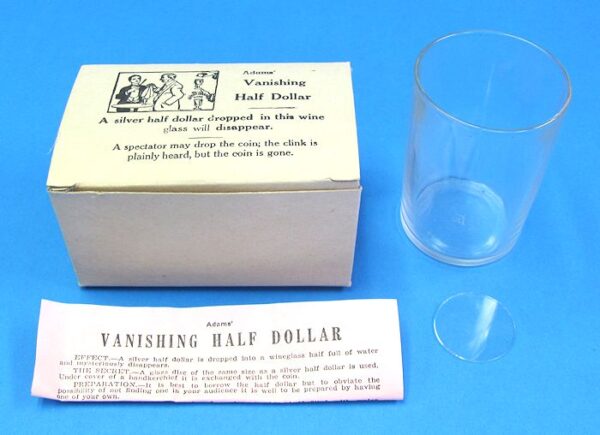 Adams'
Vanishing
Half Dollar
A silver half dollar dropped in this wine
glass will disappear.
A spectator may drop the coin; the clink is
plainly heard, but the coin is gone.
Adams'
VANISHING HALF DOLLAR
EFFECT.—A silver half dollar is dropped into a wineglass half full of water
and mysteriously disappears.
THE SECRET.—A glass disc of the same size as a silver half dollar is used,
Under cover of a handkerchief it is exchanged with the coin.
PREPARATION.—It is best to borrow the half dollar but to obviate the
possibility of not finding one in your audience it is well to be prepared by having
one of your own.